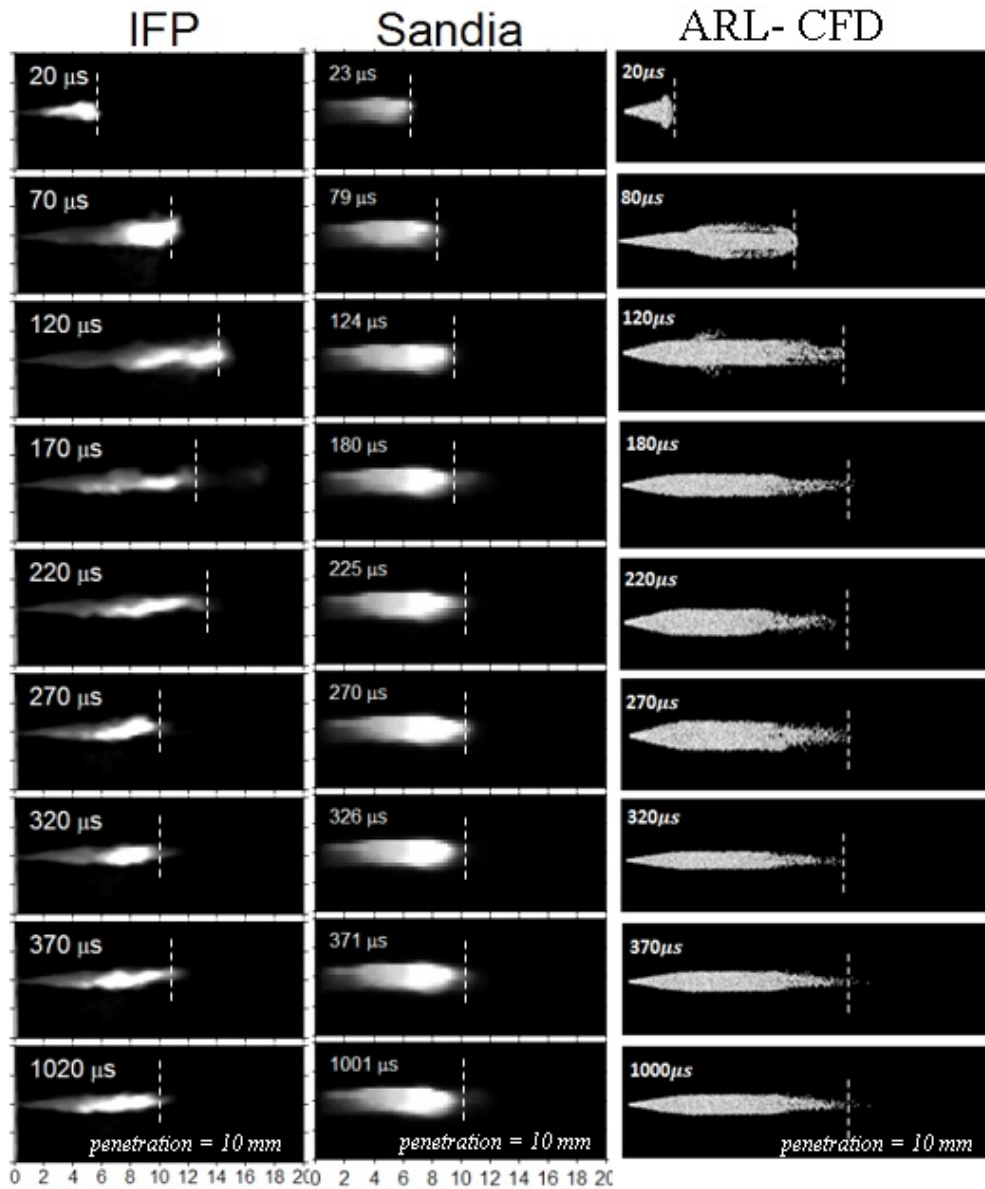 IFP Sandia ARL- CFD
20 μs 23 μs 20μs
70 μs 79 μs 80μs
120 μs 124 μs 120μs
170 μs 180 μs 180μs
220 μs 225 μs 220μs
270 μs 270 μs 270μs
320 μs 326 μs 320μs
370 μs 371 μs 370μs
1020 μs 1001 μs 1000μs
penetration = 10 mm penetration = 10 mm penetration = 10 mm
0 2 4 6 8 10 12 14 16 18 20 2 4 6 8 10 12 14 16 18 20